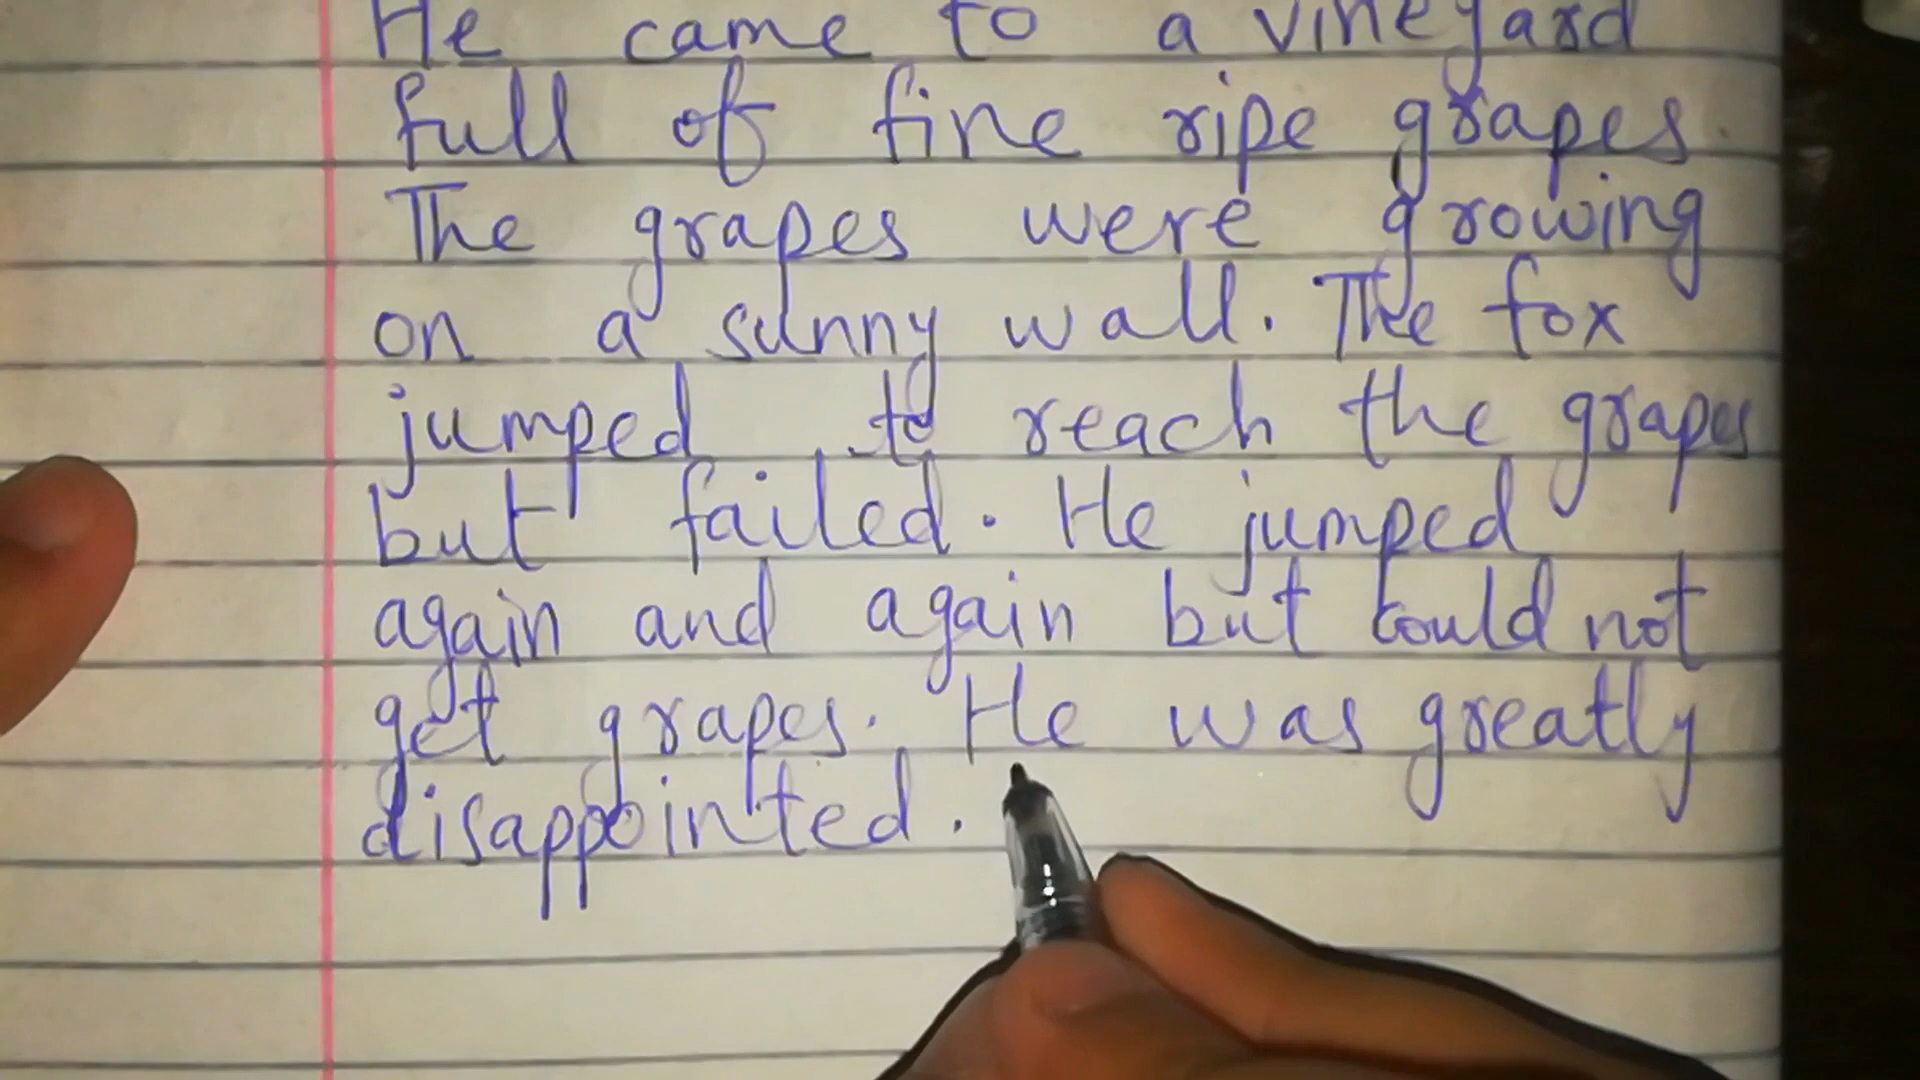 He came to a vineyard
full of fine ripe grapes.
The grapes were growing
on a sunny wall. The fox
jumped to reach the grapes
but failed. He jumped
again and again but could not
get grapes. He was greatly
disappointed.